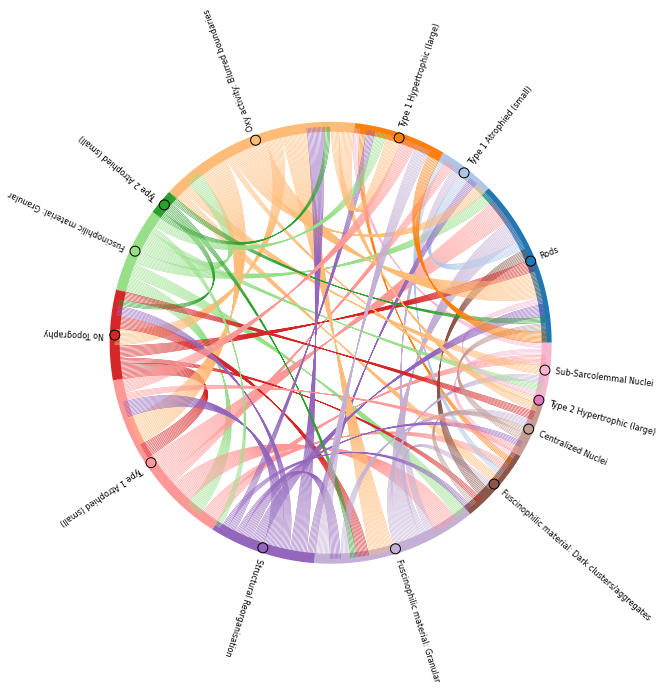 Oxy activity: Blurred boundaries
Type 1 Hypertrophic (large)
Type 1 Atrophied (small)
Rods
Sub-Sarcolemmal Nuclei
Type 2 Hypertrophic (large)
Centralized Nuclei
Fuscinophilic material: Dark clusters/aggregates
Fuscinophilic material: Granular
Structural Reorganisation
Type 1 Atrophied (small)
No Topography
Fuscinophilic material: Granular
Type 2 Atrophied (small)